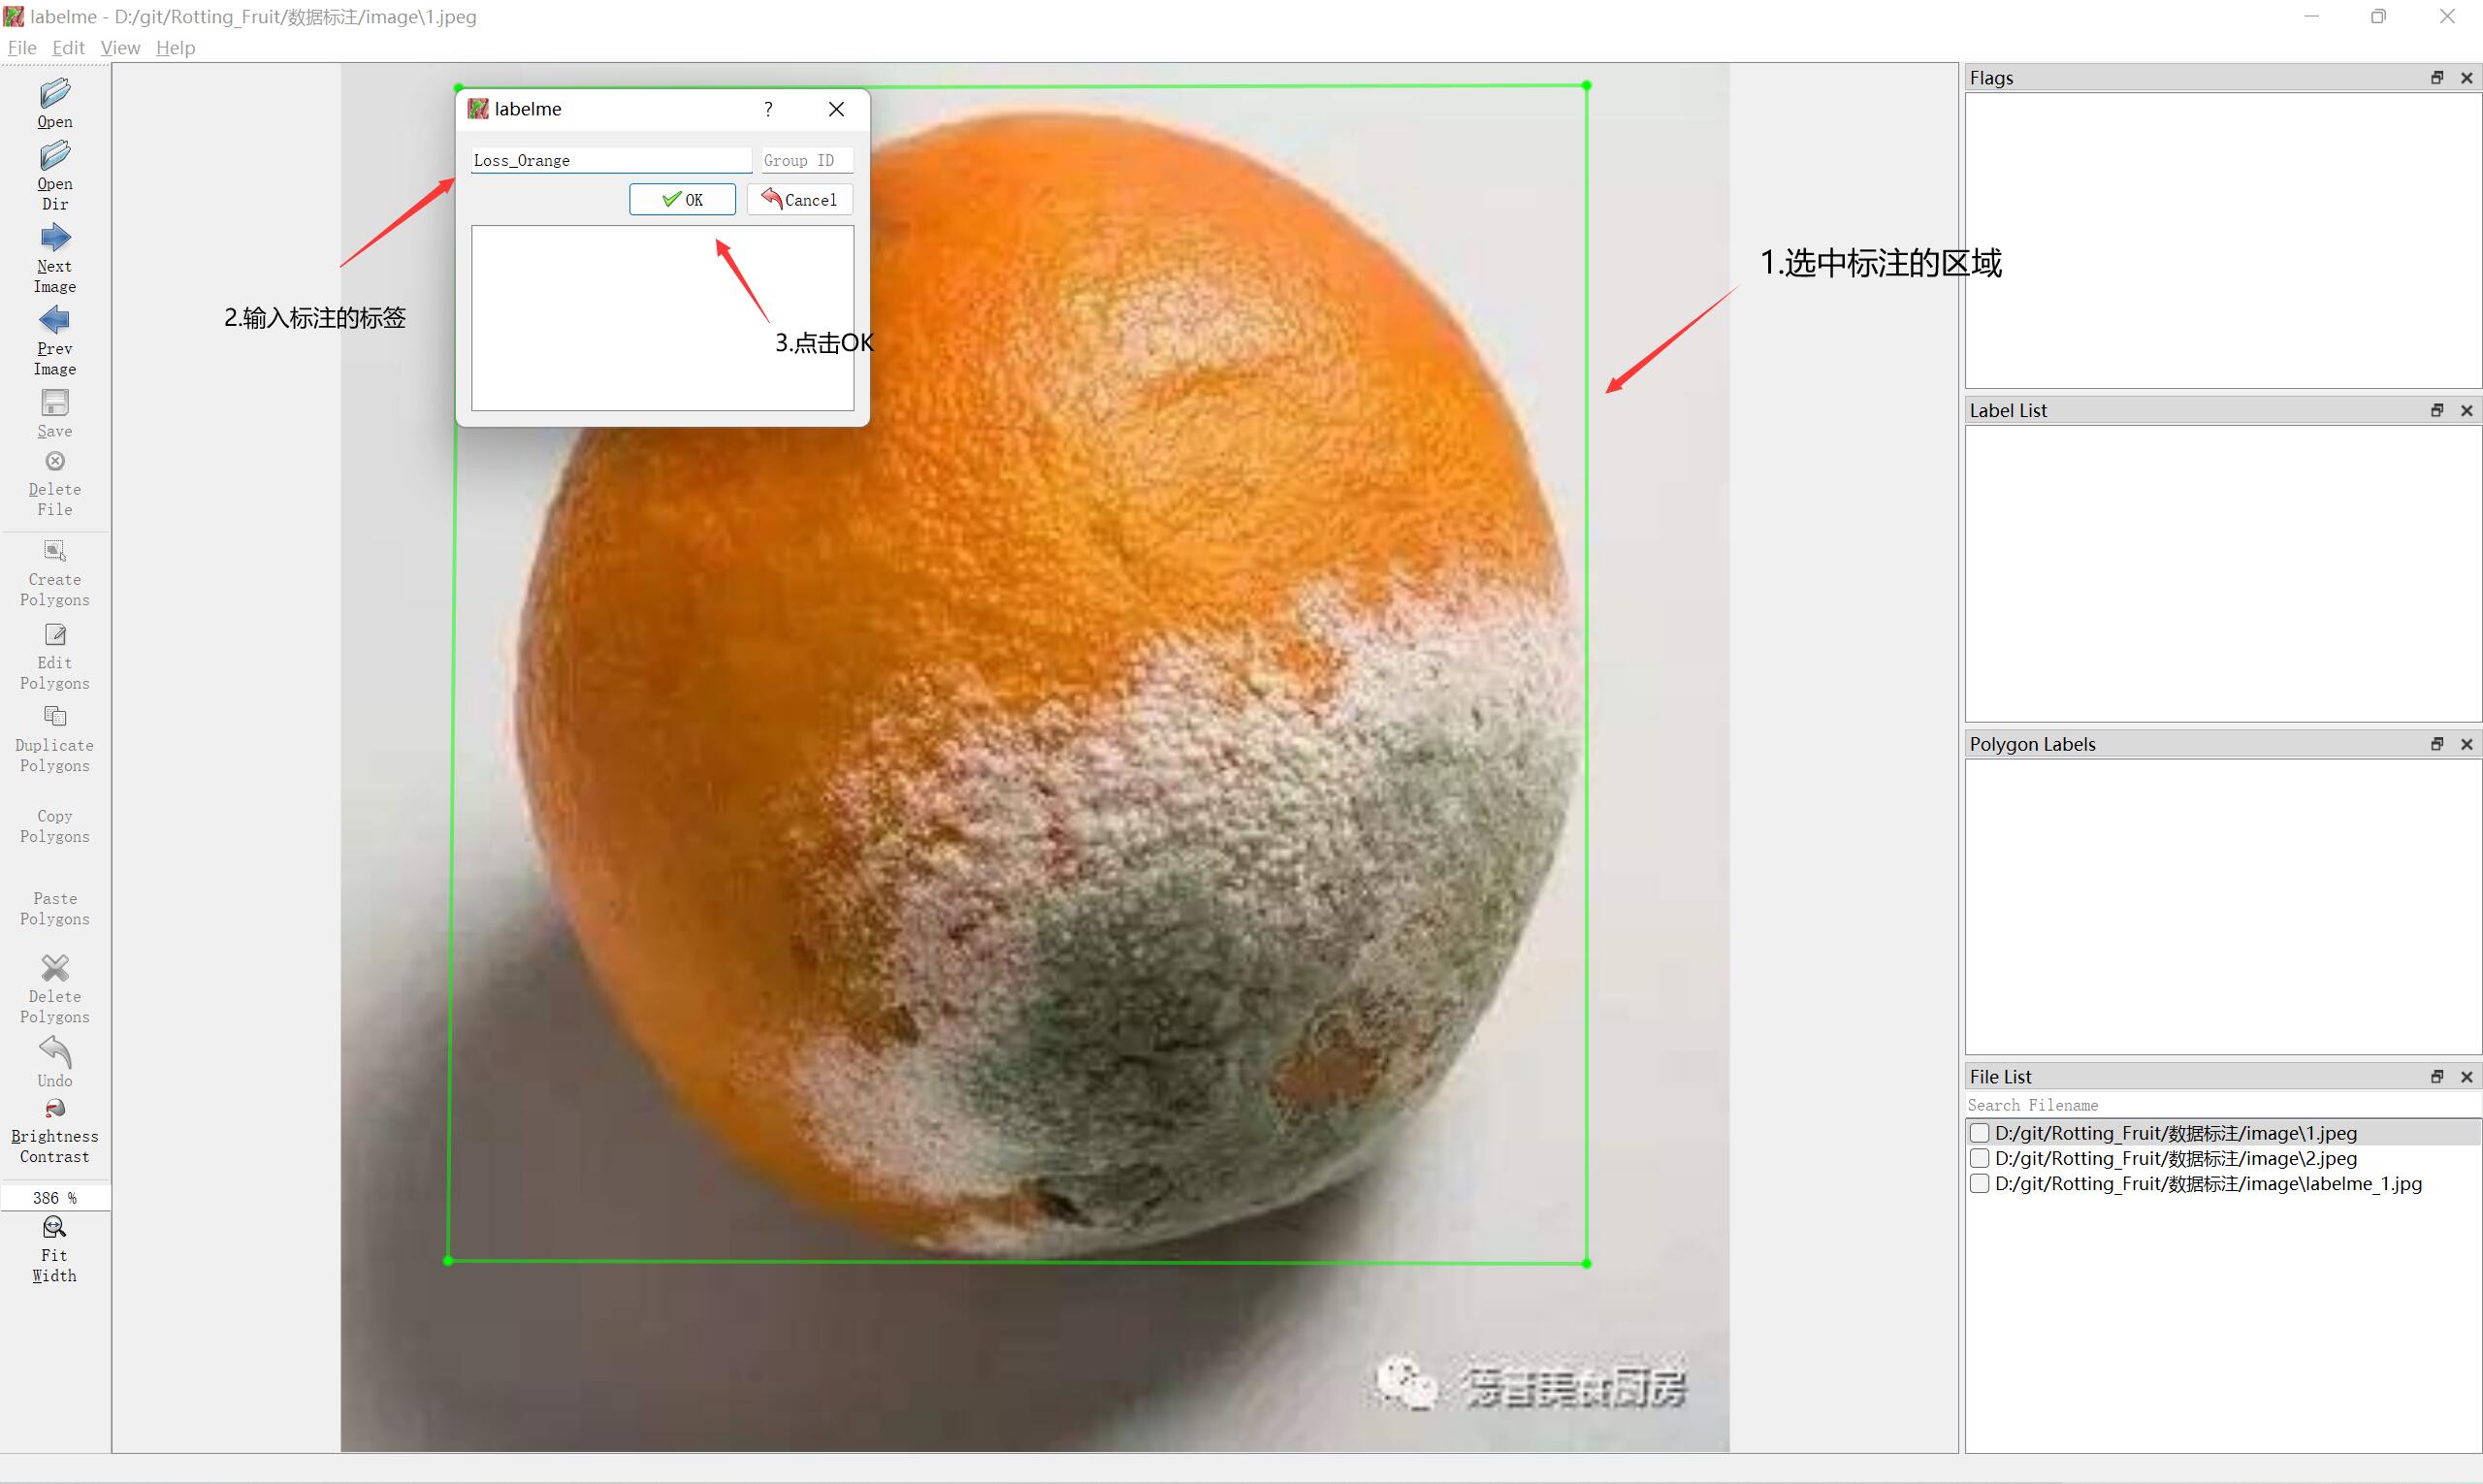 labelme - D:/git/Rotting_Fruit/数据标注/image\1.jpeg
File Edit View Help
Open
Open
Dir
Next
Image
Prev
Image
Save
Delete
File
Create
Polygons
Edit
Polygons
Duplicate
Polygons
Copy
Polygons
Paste
Polygons
Delete
Polygons
Undo
Brightness
Contrast
386 %
Fit
Width
labelme ?
Loss_Orange Group ID
OK Cancel
1.选中标注的区域
2.输入标注的标签
3.点击OK
美食厨房
Flags
Label List
Polygon Labels
File List
Search Filename
D:/git/Rotting_Fruit/数据标注/image\1.jpeg
D:/git/Rotting_Fruit/数据标注/image\2.jpeg
D:/git/Rotting_Fruit/数据标注/image\labelme_1.jpg